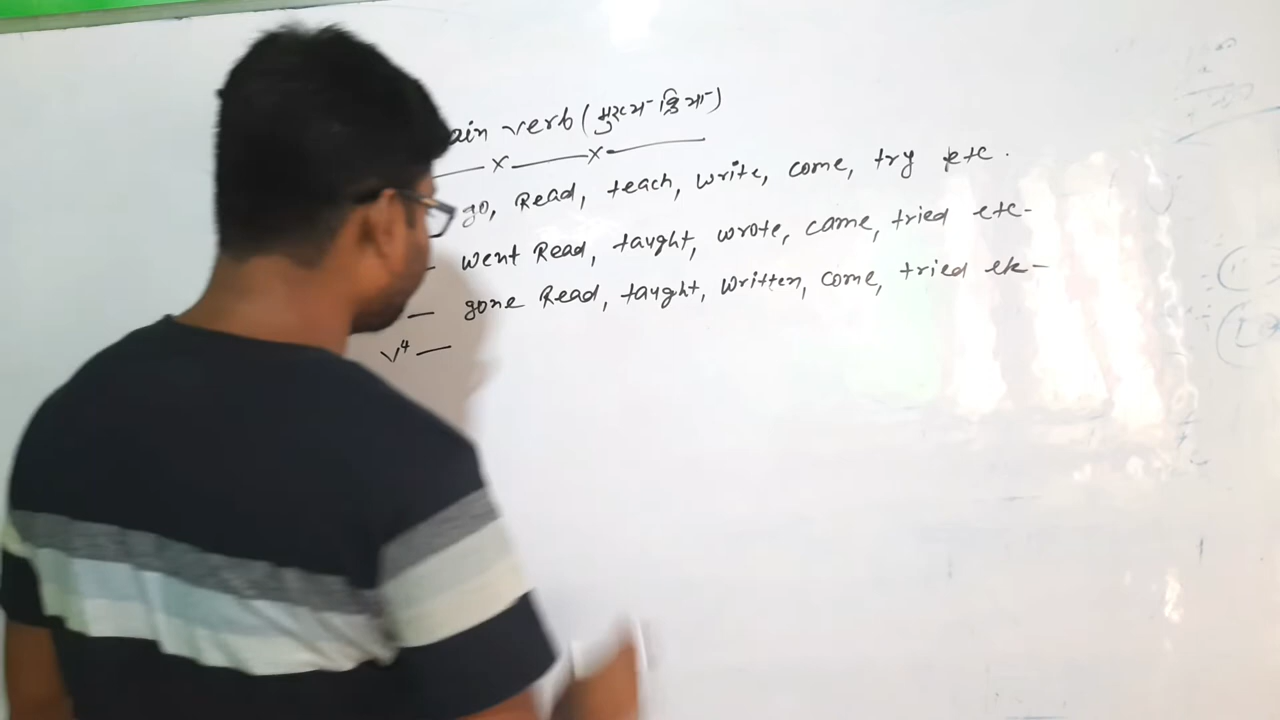 ain verb (मुख्य क्रिया)
go, Read, teach, write, come, try etc.
went Read, taught, wrote, came, tried etc-
— gone Read, taught, written, come, tried etc-
V⁴ —